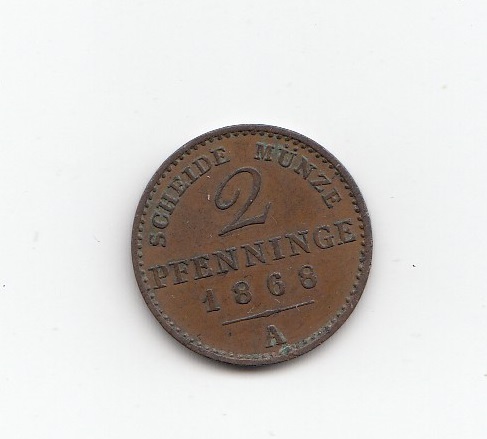 SCHEIDE MÜNZE
2
PFENNINGE
1868
A